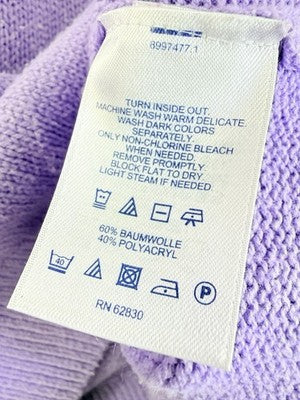 8997477.1
TURN INSIDE OUT.
MACHINE WASH WARM DELICATE.
WASH DARK COLORS
SEPARATELY.
ONLY NON-CHLORINE BLEACH
WHEN NEEDED.
REMOVE PROMPTLY.
BLOCK FLAT TO DRY
LIGHT STEAM IF NEEDED.
60% BAUMWOLLE
40% POLYACRYL
40
P
RN 62830